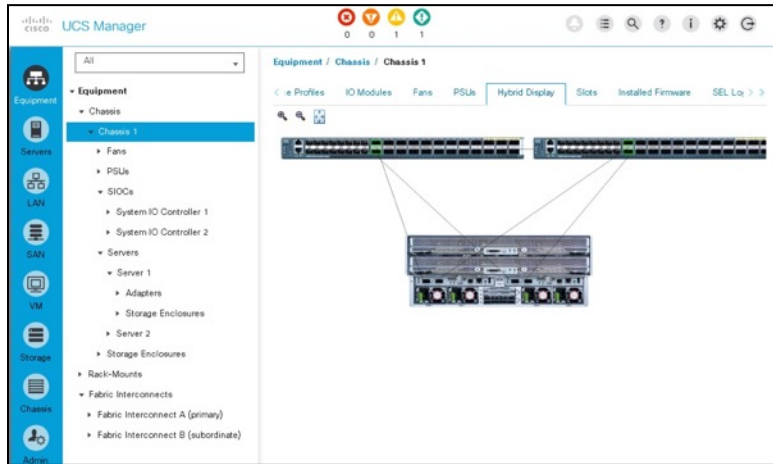 CISCO
UCS Manager
0 0 1 1
All
Equipment / Chassis / Chassis 1
Equipment
Servers
LAN
SAN
VM
Storage
Chassis
Admin
Equipment
Chassis
Chassis 1
Fans
PSUs
SIOCs
System IO Controller 1
System IO Controller 2
Servers
Server 1
Adapters
Storage Enclosures
Server 2
Storage Enclosures
Rack-Mounts
Fabric Interconnects
Fabric Interconnect A (primary)
Fabric Interconnect B (subordinate)
< e Profiles IO Modules Fans PSUs Hybrid Display Slots Installed Firmware SEL Log > >